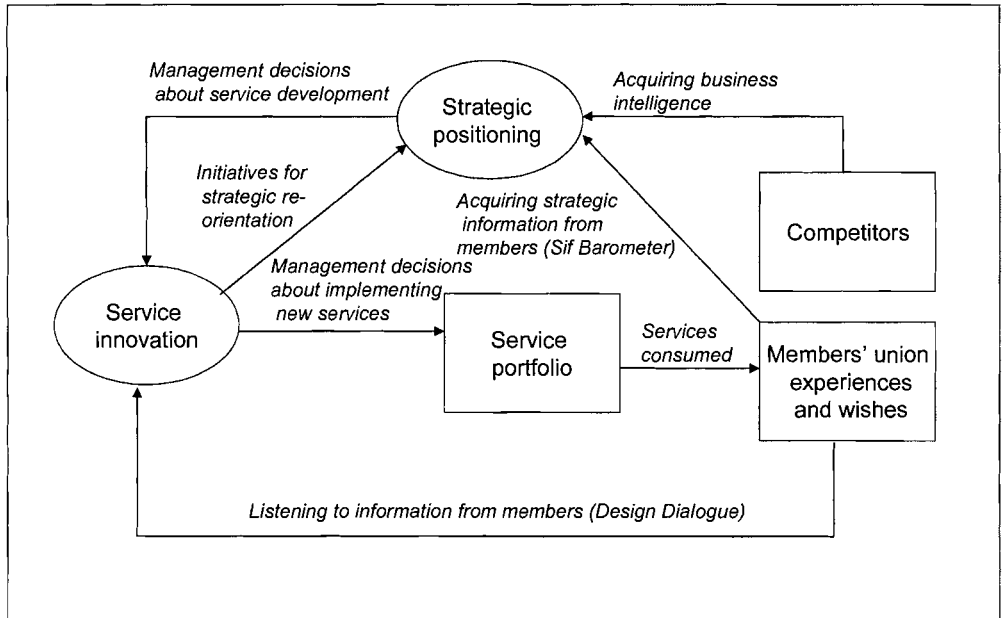 Management decisions
about service development
Strategic
positioning
Acquiring business
intelligence
Initiatives for
strategic re-
orientation
Acquiring strategic
information from
members (Sif Barometer)
Competitors
Management decisions
about implementing
new services
Service
innovation
Service
portfolio
Services
consumed
Members' union
experiences
and wishes
Listening to information from members (Design Dialogue)